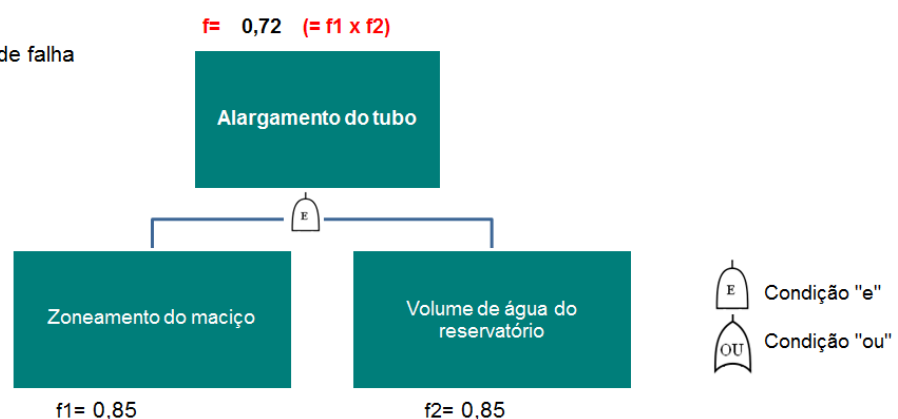 f= 0,72 (= f1 x f2)
de falha
Alargamento do tubo
E
Zoneamento do maciço
Volume de água do
reservatório
E Condição "e"
OU Condição "ou"
f1= 0,85
f2= 0,85